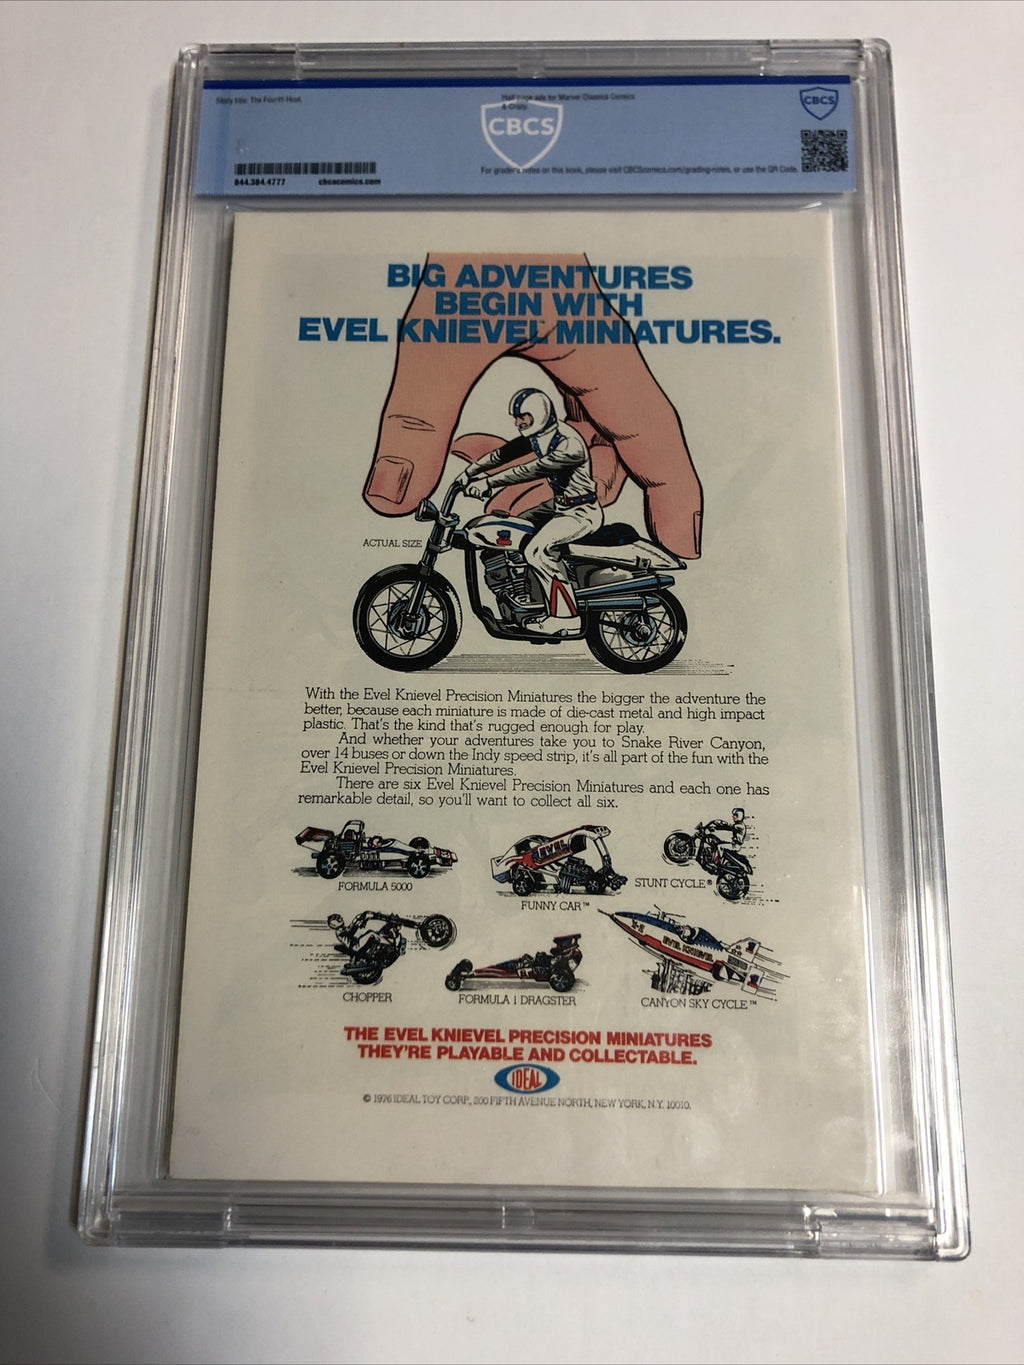 Story title: The Fourth Host.
Half page ads for Marvel Classics Comics
& Crazy.
CBCS
CBCS
844.384.4777 cbcscomics.com
For grader's notes on this book, please visit CBCScomics.com/grading-notes, or use the QR Code.
BIG ADVENTURES
BEGIN WITH
EVEL KNIEVEL™ MINIATURES.
ACTUAL SIZE
With the Evel Knievel Precision Miniatures the bigger the adventure the
better, because each miniature is made of die-cast metal and high impact
plastic. That's the kind that's rugged enough for play.
And whether your adventures take you to Snake River Canyon,
over 14 buses or down the Indy speed strip, it's all part of the fun with the
Evel Knievel Precision Miniatures.
There are six Evel Knievel Precision Miniatures and each one has
remarkable detail, so you'll want to collect all six.
EVEL
FORMULA 5000
FUNNY CAR™
STUNT CYCLE®
X-2
EVEL KNIEVEL
CHOPPER
FORMULA 1 DRAGSTER
CANYON SKY CYCLE™
THE EVEL KNIEVEL PRECISION MINIATURES
THEY'RE PLAYABLE AND COLLECTABLE.
IDEAL
© 1976 IDEAL TOY CORP., 200 FIFTH AVENUE NORTH, NEW YORK, N.Y. 10010.